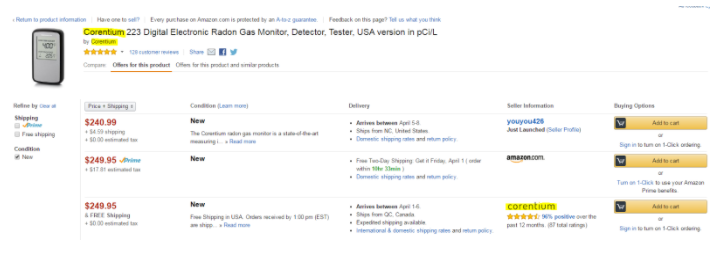 ‹ Return to product information | Have one to sell? | Every purchase on Amazon.com is protected by an A-to-z guarantee. | Feedback on this page? Tell us what you think
Corentium 223 Digital Electronic Radon Gas Monitor, Detector, Tester, USA version in pCi/L
by Corentium
128 customer reviews | Share
Compare: Offers for this product Offers for this product and similar products
Refine by Clear all
Shipping
Prime
Free shipping
Condition
New
Price + Shipping
Condition (Learn more)
Delivery
Seller Information
Buying Options
$240.99
+ $4.59 shipping
+ $0.00 estimated tax
New
The Corentium radon gas monitor is a state-of-the-art
measuring i... » Read more
• Arrives between April 5-8.
• Ships from NC, United States.
• Domestic shipping rates and return policy.
youyou426
Just Launched (Seller Profile)
Add to cart
or
Sign in to turn on 1-Click ordering.
$249.95 Prime
+ $17.81 estimated tax
New
• Free Two-Day Shipping: Get it Friday, April 1 ( order
within 10hr 33min )
• Domestic shipping rates and return policy.
amazon.com.
Add to cart
or
Turn on 1-Click to use your Amazon
Prime benefits.
$249.95
& FREE Shipping
+ $0.00 estimated tax
New
Free Shipping in USA. Orders received by 1:00 pm (EST)
are shipp... » Read more
• Arrives between April 1-6.
• Ships from QC, Canada.
• Expedited shipping available.
• International & domestic shipping rates and return policy.
corentium
96% positive over the
past 12 months. (87 total ratings)
Add to cart
or
Sign in to turn on 1-Click ordering.